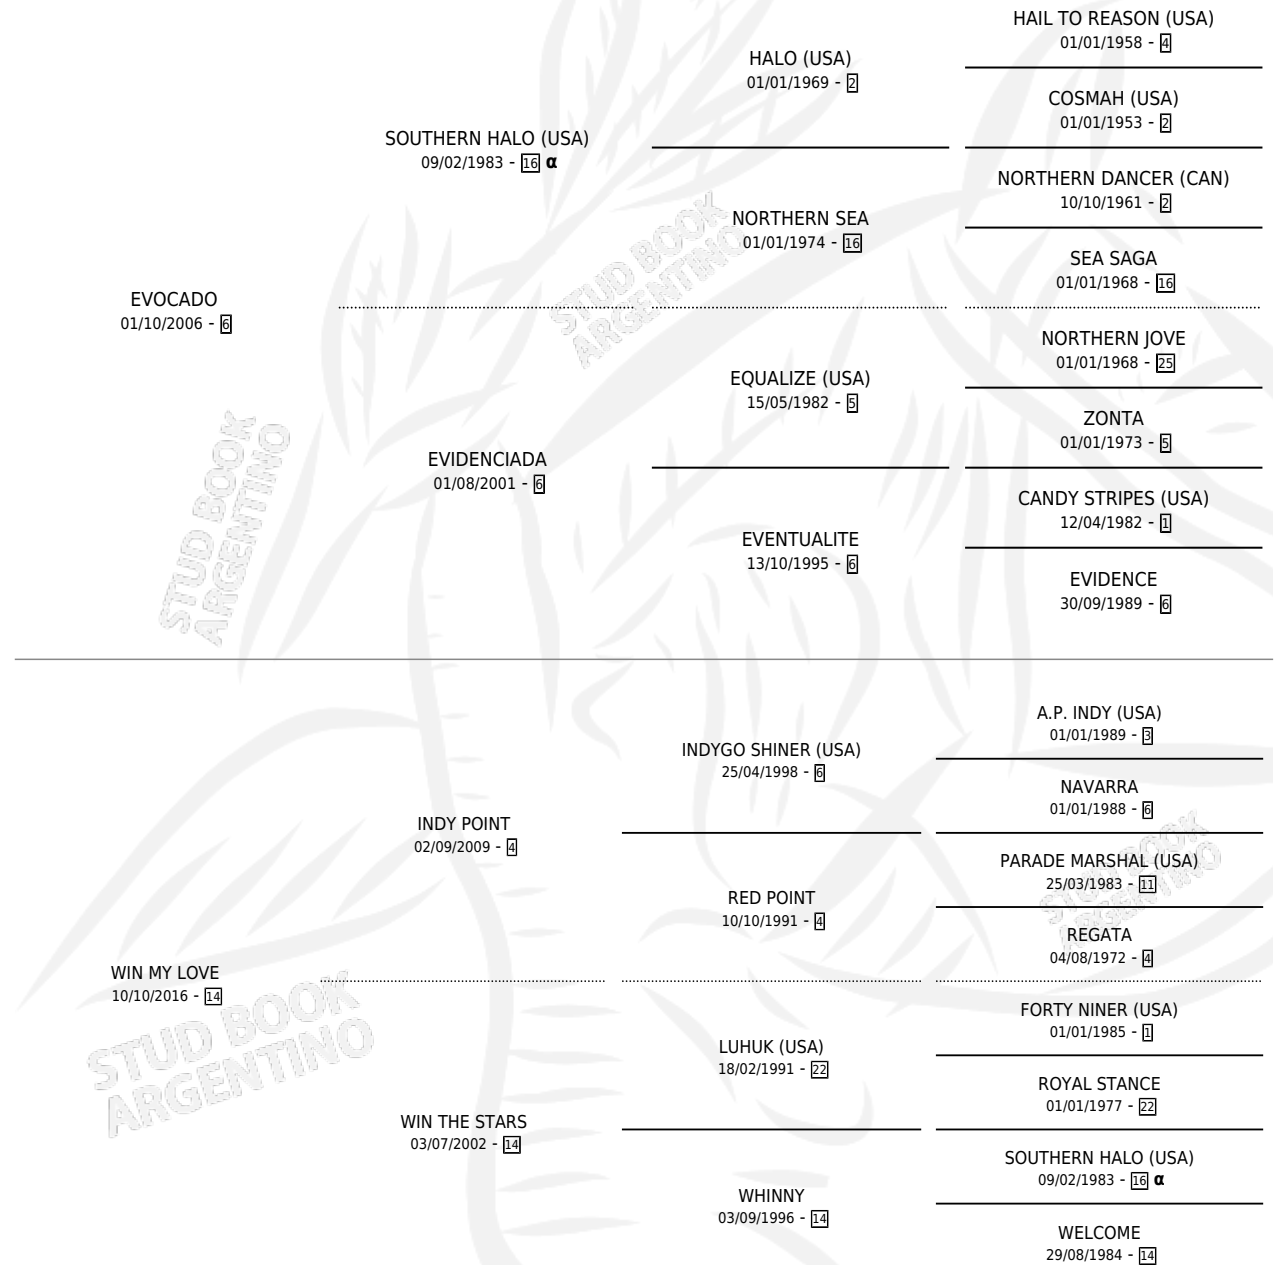 HAIL TO REASON (USA)
01/01/1958 - 4
HALO (USA)
01/01/1969 - 2
COSMAH (USA)
01/01/1953 - 2
SOUTHERN HALO (USA)
09/02/1983 - 16 α
NORTHERN DANCER (CAN)
10/10/1961 - 2
NORTHERN SEA
01/01/1974 - 16
SEA SAGA
01/01/1968 - 16
EVOCADO
01/10/2006 - 6
NORTHERN JOVE
01/01/1968 - 25
EQUALIZE (USA)
15/05/1982 - 5
ZONTA
01/01/1973 - 5
EVIDENCIADA
01/08/2001 - 6
CANDY STRIPES (USA)
12/04/1982 - 1
EVENTUALITE
13/10/1995 - 6
EVIDENCE
30/09/1989 - 6
A.P. INDY (USA)
01/01/1989 - 3
INDYGO SHINER (USA)
25/04/1998 - 6
NAVARRA
01/01/1988 - 6
INDY POINT
02/09/2009 - 4
PARADE MARSHAL (USA)
25/03/1983 - 11
RED POINT
10/10/1991 - 4
REGATA
04/08/1972 - 4
WIN MY LOVE
10/10/2016 - 14
FORTY NINER (USA)
01/01/1985 - 1
LUHUK (USA)
18/02/1991 - 22
ROYAL STANCE
01/01/1977 - 22
WIN THE STARS
03/07/2002 - 14
SOUTHERN HALO (USA)
09/02/1983 - 16 α
WHINNY
03/09/1996 - 14
WELCOME
29/08/1984 - 14
STUD BOOK
ARGENTINO
STUD BOOK
ARGENTINO
STUD BOOK
ARGENTINO
STUD BOOK
ARGENTINO